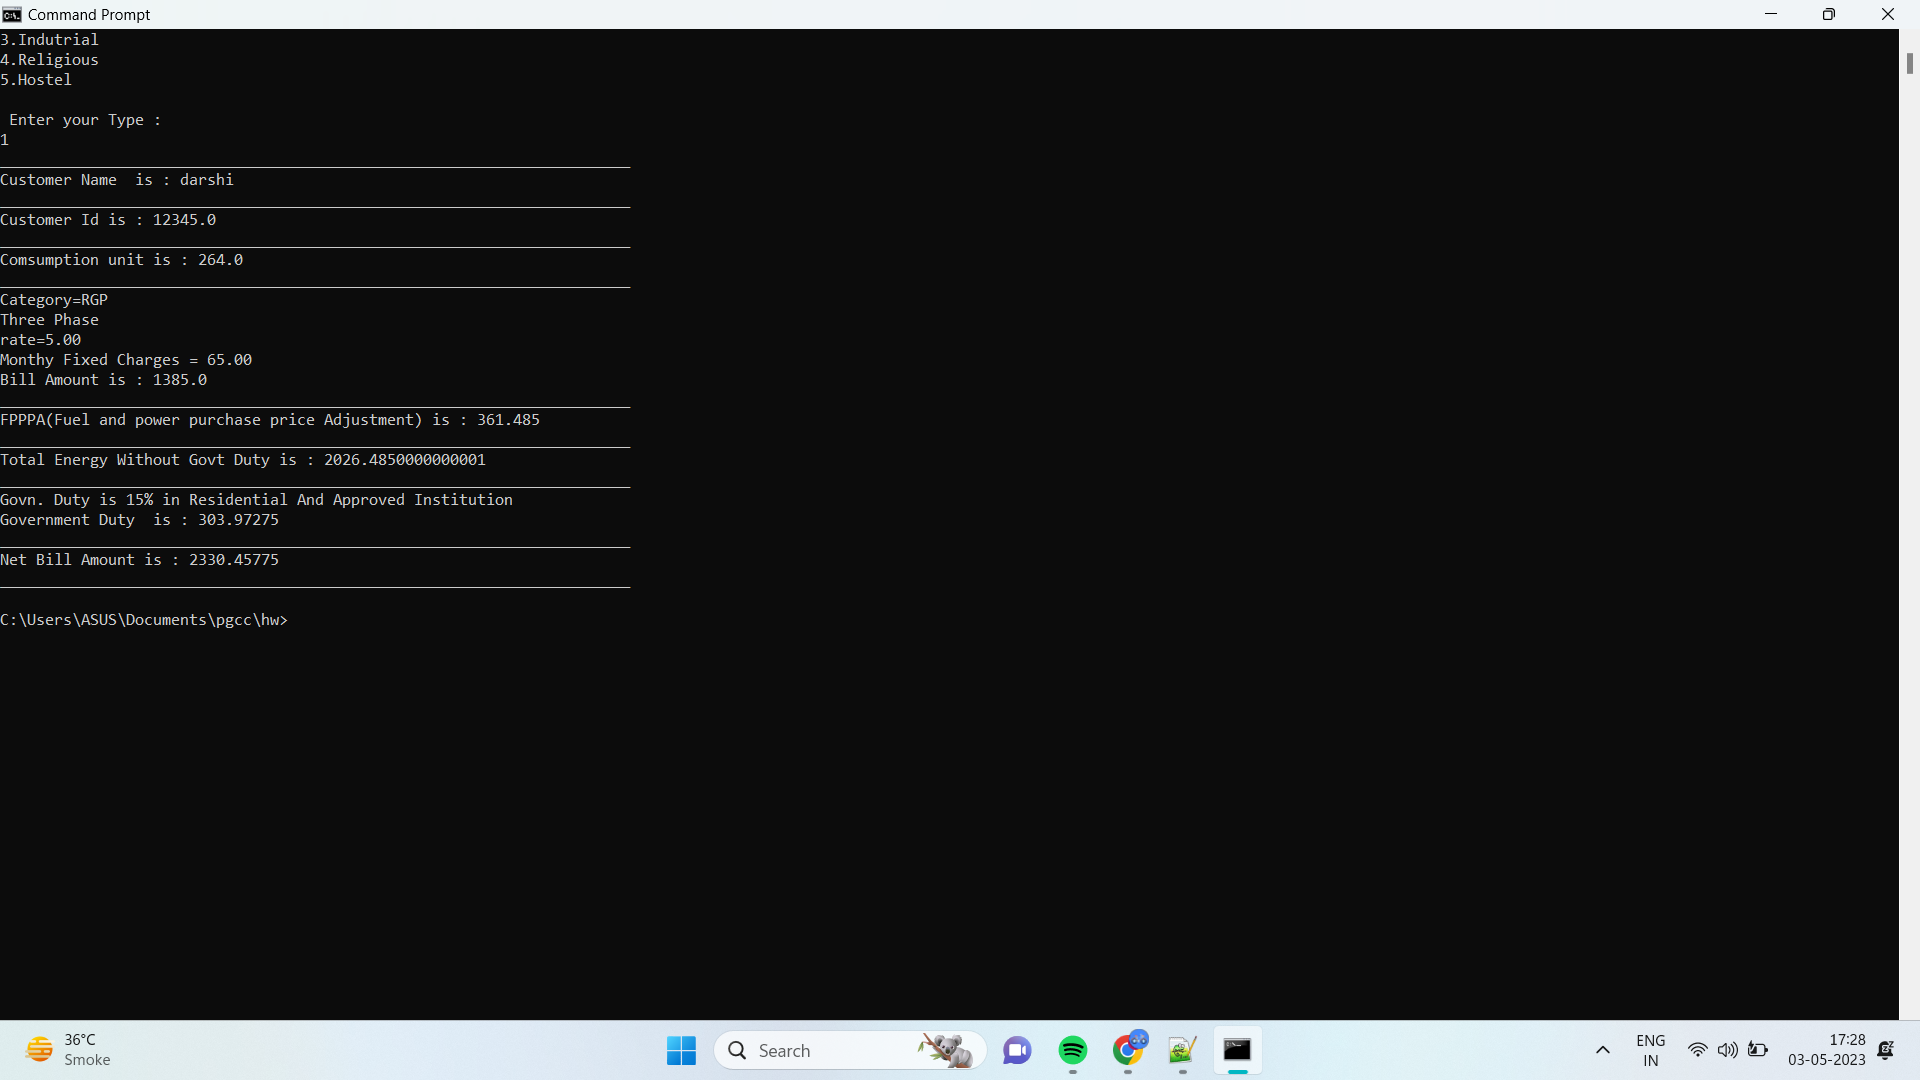 Command Prompt
3.Indutrial
4.Religious
5.Hostel
Enter your Type :
1
Customer Name  is : darshi
Customer Id is : 12345.0
Comsumption unit is : 264.0
Category=RGP
Three Phase
rate=5.00
Monthy Fixed Charges = 65.00
Bill Amount is : 1385.0
FPPPA(Fuel and power purchase price Adjustment) is : 361.485
Total Energy Without Govt Duty is : 2026.4850000000001
Govn. Duty is 15% in Residential And Approved Institution
Government Duty  is : 303.97275
Net Bill Amount is : 2330.45775
C:\Users\ASUS\Documents\pgcc\hw>
36°C
Smoke
Search
ENG
IN
17:28
03-05-2023